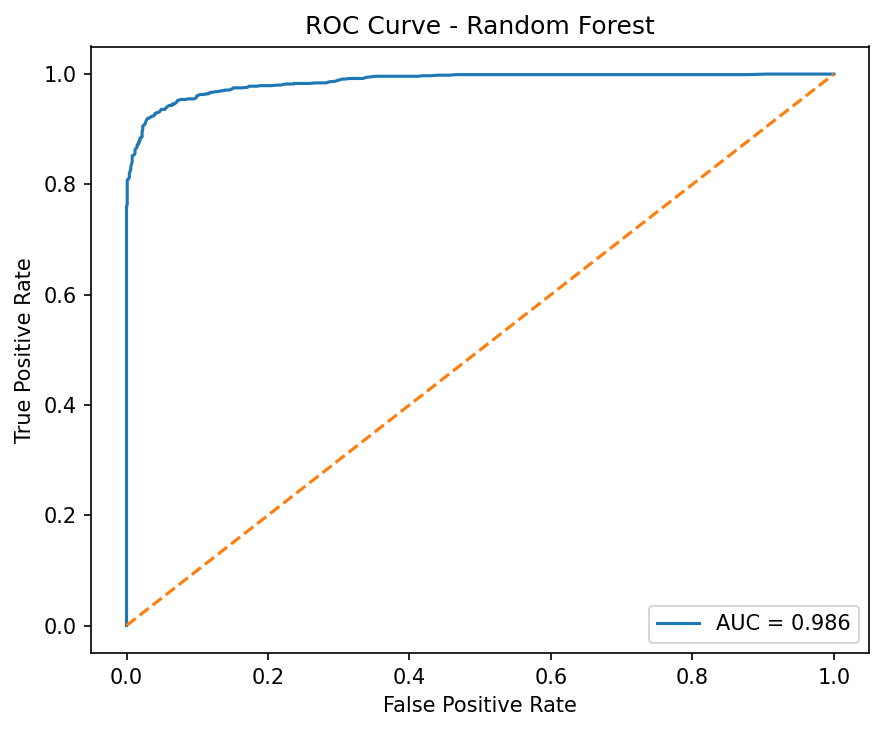 ROC Curve - Random Forest
True Positive Rate
1.0
0.8
0.6
0.4
0.2
0.0
AUC = 0.986
0.0 0.2 0.4 0.6 0.8 1.0
False Positive Rate